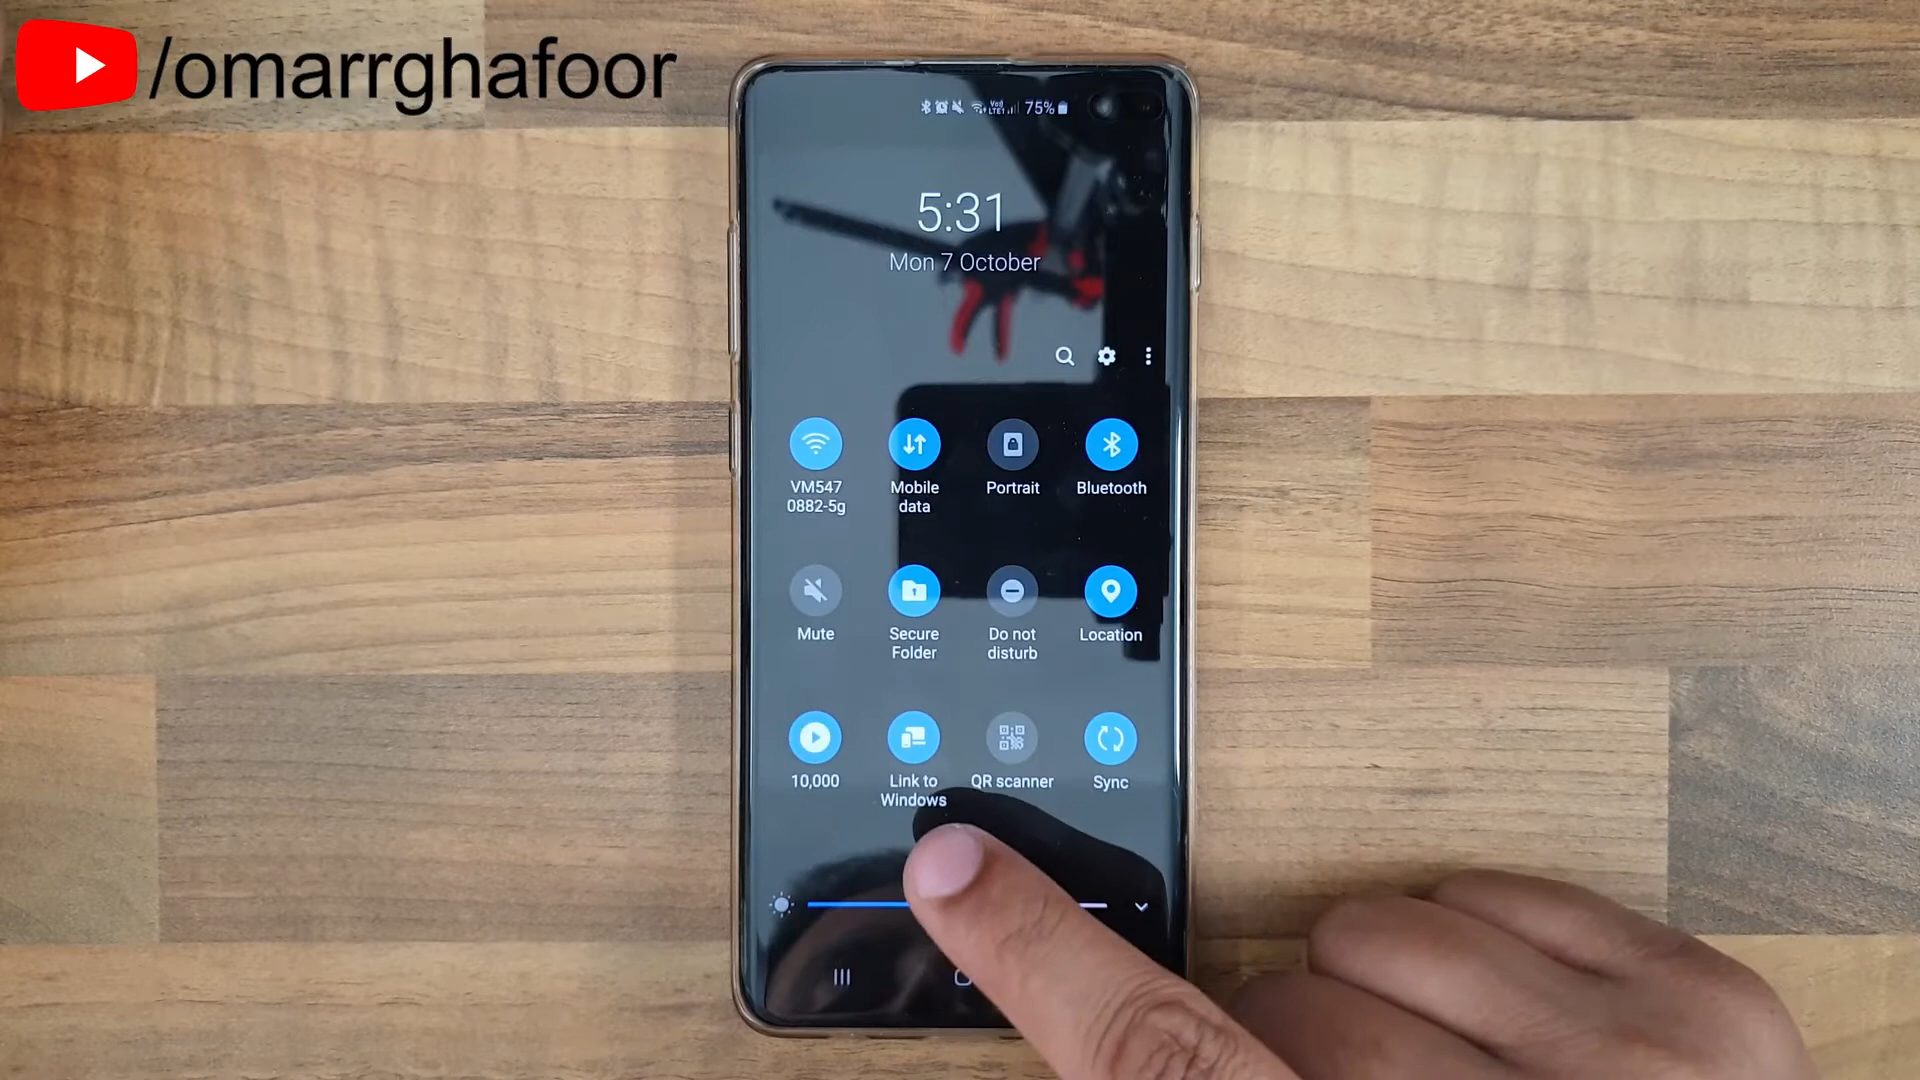 /omarrghafoor
75%
5:31
Mon 7 October
VM547
0882-5g
Mobile
data
Portrait
Bluetooth
Mute
Secure
Folder
Do not
disturb
Location
10,000
Link to
Windows
QR scanner
Sync